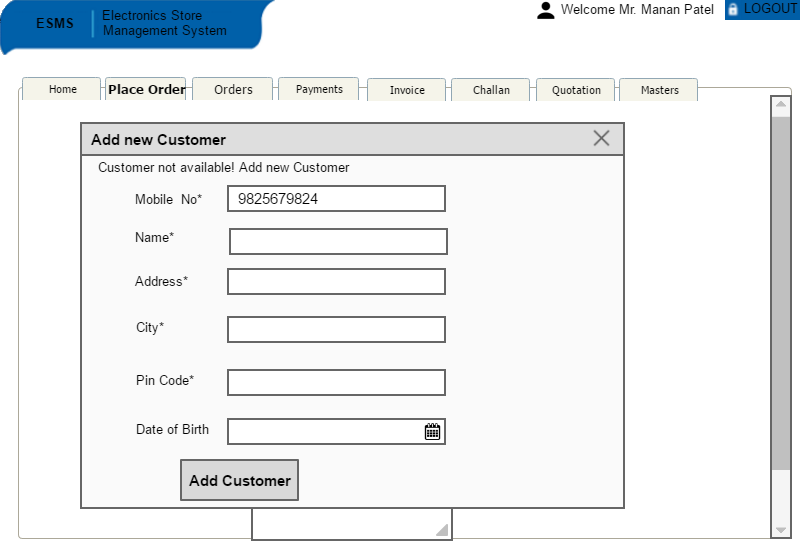 ESMS
Electronics Store
Management System
Welcome Mr. Manan Patel
LOGOUT
Home
Place Order
Orders
Payments
Invoice
Challan
Quotation
Masters
Add new Customer
Customer not available! Add new Customer
Mobile No*
9825679824
Name*
Address*
City*
Pin Code*
Date of Birth
Add Customer